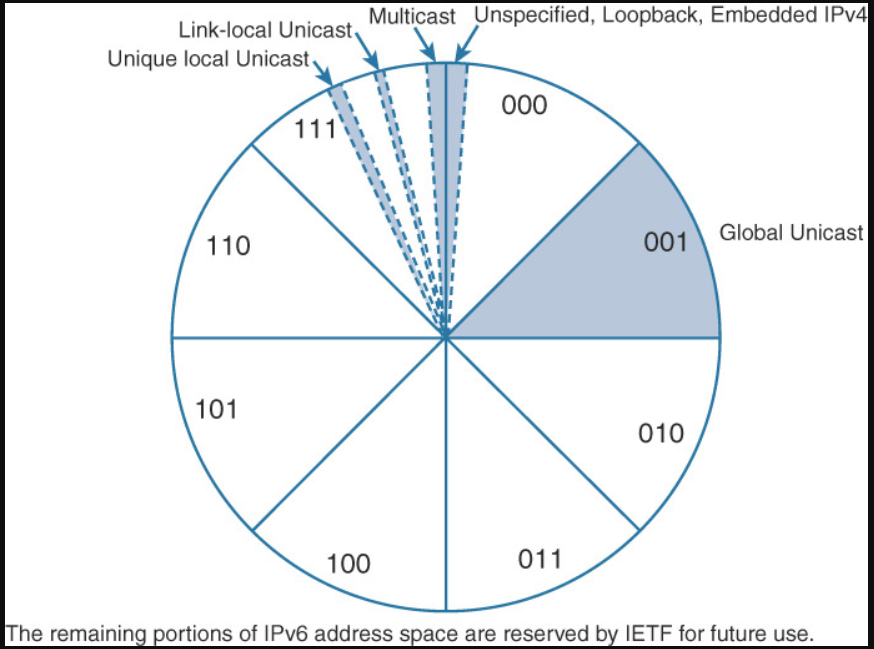 Multicast
Unspecified, Loopback, Embedded IPv4
Link-local Unicast
Unique local Unicast
000
111
001
Global Unicast
110
101
010
100
011
The remaining portions of IPv6 address space are reserved by IETF for future use.